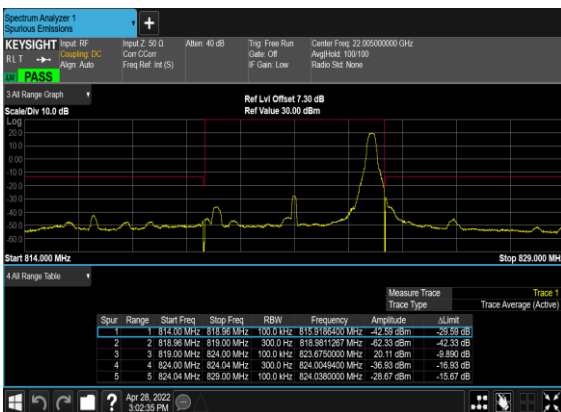 Spectrum Analyzer 1
Spurious Emissions
KEYSIGHT Input: RF Input Z: 50 Ω Atten: 40 dB Trig: Free Run Center Freq: 22.005000000 GHz
R L T Coupling: DC Corr CCorr Gate: Off Avg|Hold: 100/100
Align: Auto Freq Ref: Int (S) IF Gain: Low Radio Std: None
PASS
3 All Range Graph
Ref Lvl Offset 7.30 dB
Scale/Div 10.0 dB Ref Value 30.00 dBm
Log
20.0
10.0
0.00
-10.0
-20.0
-30.0
-40.0
-50.0
-60.0
Start 814.000 MHz Stop 829.000 MH
4 All Range Table
Measure Trace Trace 1
Trace Type Trace Average (Active)
Spur Range Start Freq Stop Freq RBW Frequency Amplitude ΔLimit
1 1 814.00 MHz 818.96 MHz 100.0 kHz 815.9186400 MHz -42.59 dBm -29.59 dB
2 2 818.96 MHz 819.00 MHz 300.0 Hz 818.9811267 MHz -62.33 dBm -42.33 dB
3 3 819.00 MHz 824.00 MHz 100.0 kHz 823.6750000 MHz 20.11 dBm -9.890 dB
4 4 824.00 MHz 824.04 MHz 300.0 Hz 824.0049400 MHz -36.93 dBm -16.93 dB
5 5 824.04 MHz 829.00 MHz 100.0 kHz 824.0380000 MHz -28.67 dBm -15.67 dB
Apr 28, 2022
3:02:35 PM